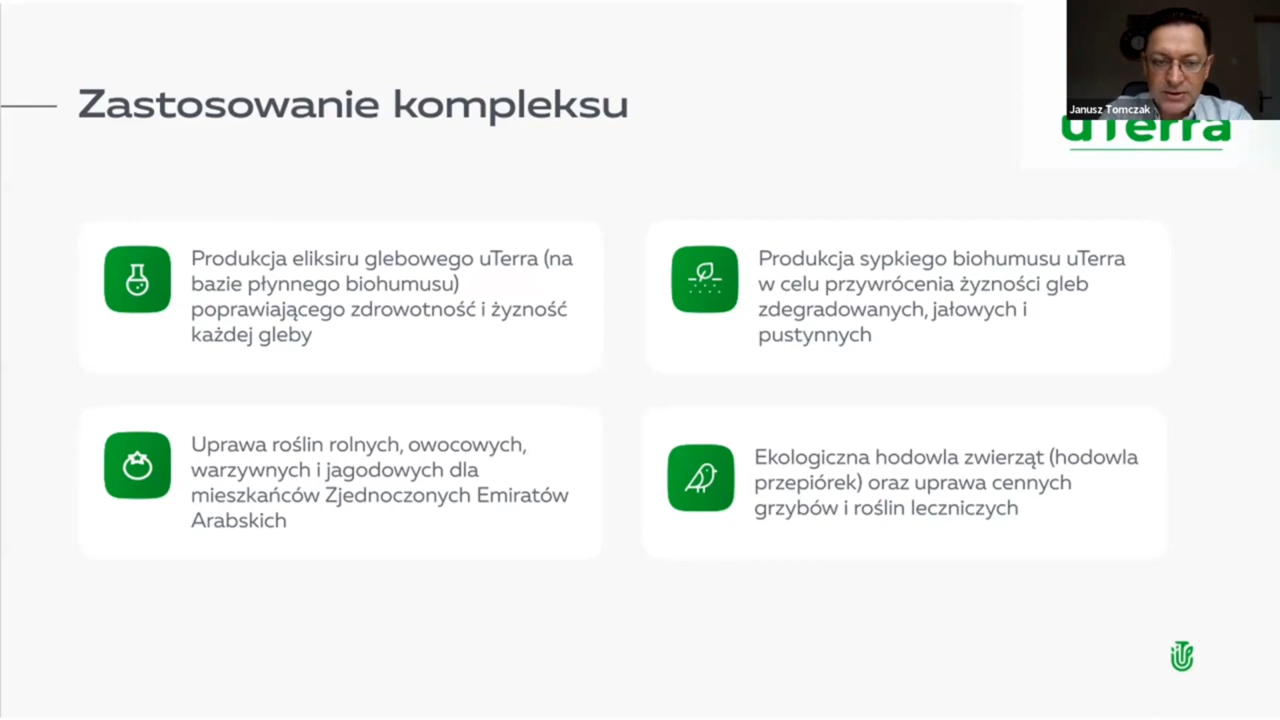 Zastosowanie kompleksu
Janusz Tomczak
uTerra
Produkcja eliksiru glebowego uTerra (na
bazie płynnego biohumusu)
poprawiającego zdrowotność i żyzność
każdej gleby
Produkcja sypkiego biohumusu uTerra
w celu przywrócenia żyzności gleb
zdegradowanych, jałowych i
pustynnych
Uprawa roślin rolnych, owocowych,
warzywnych i jagodowych dla
mieszkańców Zjednoczonych Emiratów
Arabskich
Ekologiczna hodowla zwierząt (hodowla
przepiórek) oraz uprawa cennych
grzybów i roślin leczniczych